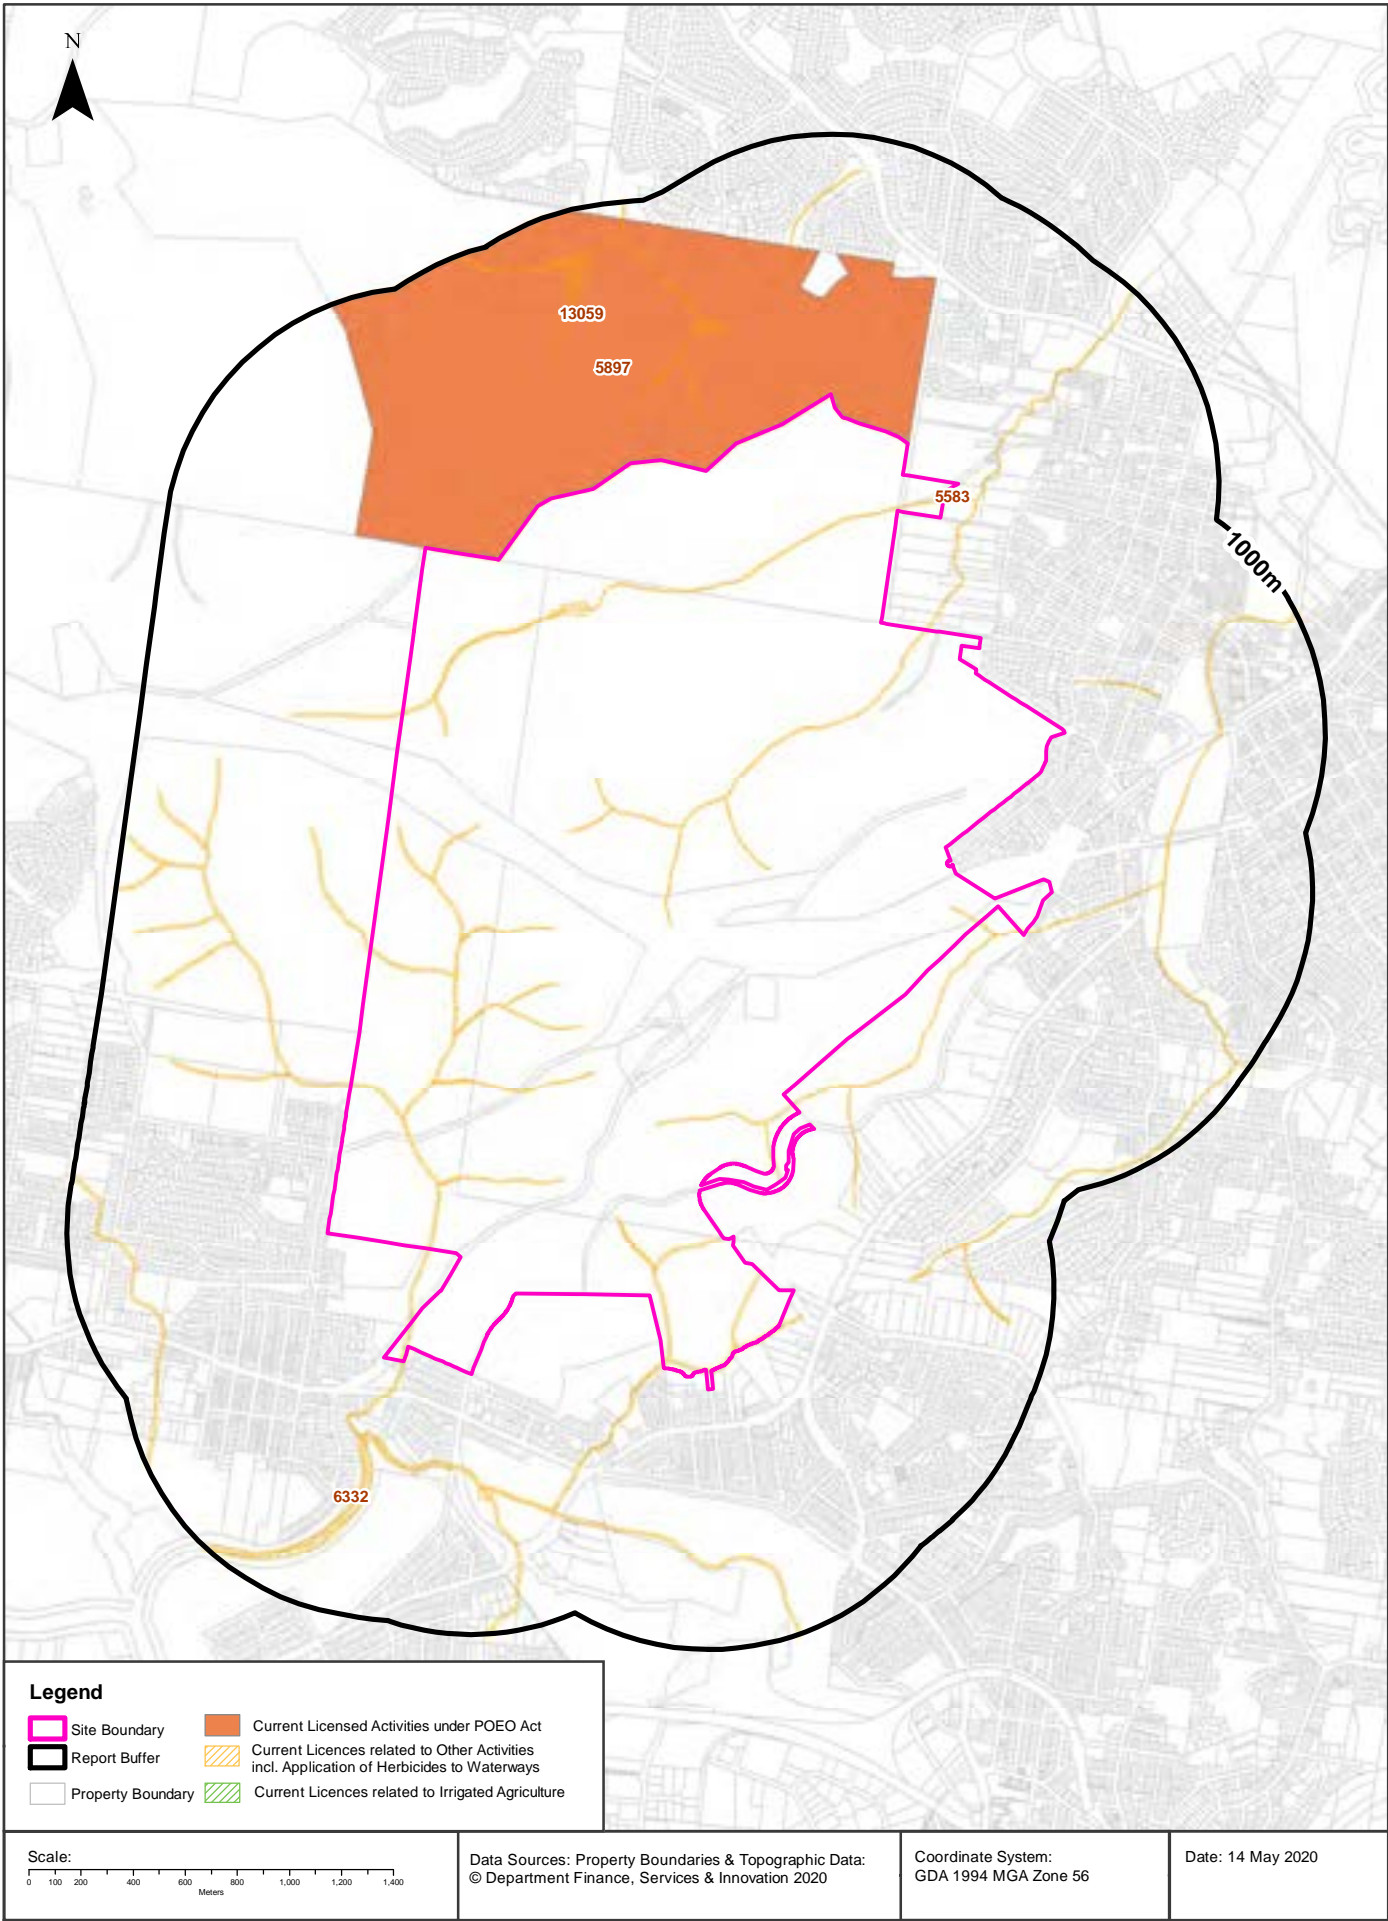 N
13059
5897
5583
1000m
6332
Legend
Site Boundary
Report Buffer
Property Boundary
Current Licensed Activities under POEO Act
Current Licences related to Other Activities
incl. Application of Herbicides to Waterways
Current Licences related to Irrigated Agriculture
Scale:
0 100 200 400 600 800 1,000 1,200 1,400
Meters
Data Sources: Property Boundaries & Topographic Data:
© Department Finance, Services & Innovation 2020
Coordinate System:
GDA 1994 MGA Zone 56
Date: 14 May 2020